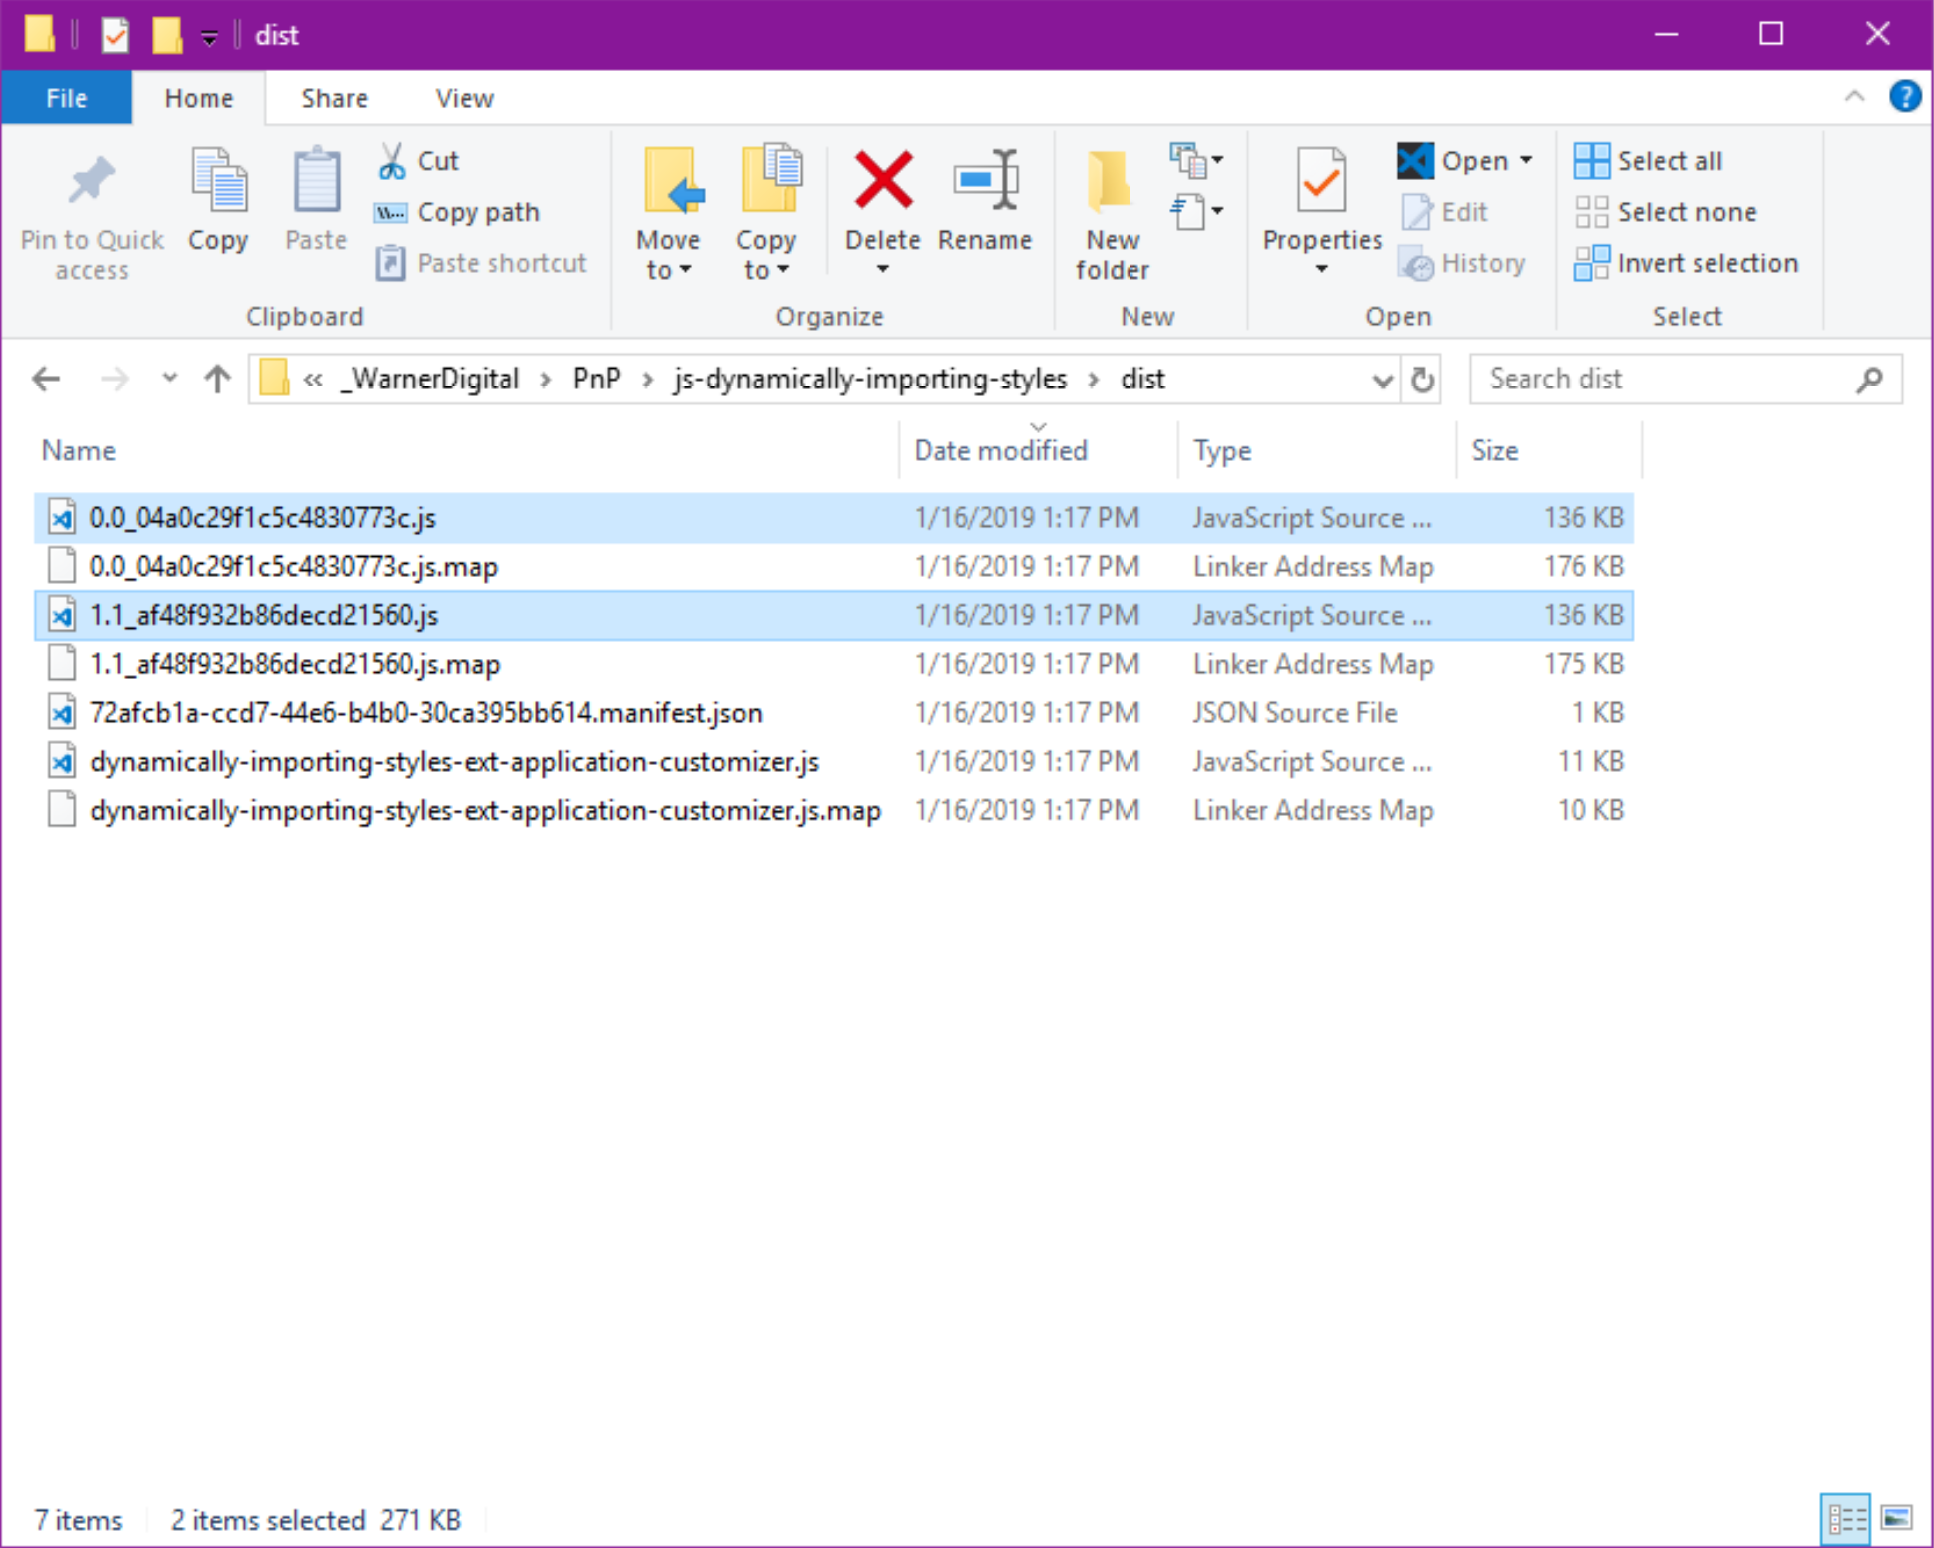 dist
File Home Share View
Pin to Quick access
Copy
Paste
Cut
Copy path
Paste shortcut
Clipboard
Move to
Copy to
Delete
Rename
Organize
New folder
New
Properties
Open
Edit
History
Open
Select all
Select none
Invert selection
Select
« _WarnerDigital › PnP › js-dynamically-importing-styles › dist
Search dist
Name Date modified Type Size
0.0_04a0c29f1c5c4830773c.js 1/16/2019 1:17 PM JavaScript Source ... 136 KB
0.0_04a0c29f1c5c4830773c.js.map 1/16/2019 1:17 PM Linker Address Map 176 KB
1.1_af48f932b86decd21560.js 1/16/2019 1:17 PM JavaScript Source ... 136 KB
1.1_af48f932b86decd21560.js.map 1/16/2019 1:17 PM Linker Address Map 175 KB
72afcb1a-ccd7-44e6-b4b0-30ca395bb614.manifest.json 1/16/2019 1:17 PM JSON Source File 1 KB
dynamically-importing-styles-ext-application-customizer.js 1/16/2019 1:17 PM JavaScript Source ... 11 KB
dynamically-importing-styles-ext-application-customizer.js.map 1/16/2019 1:17 PM Linker Address Map 10 KB
7 items 2 items selected 271 KB